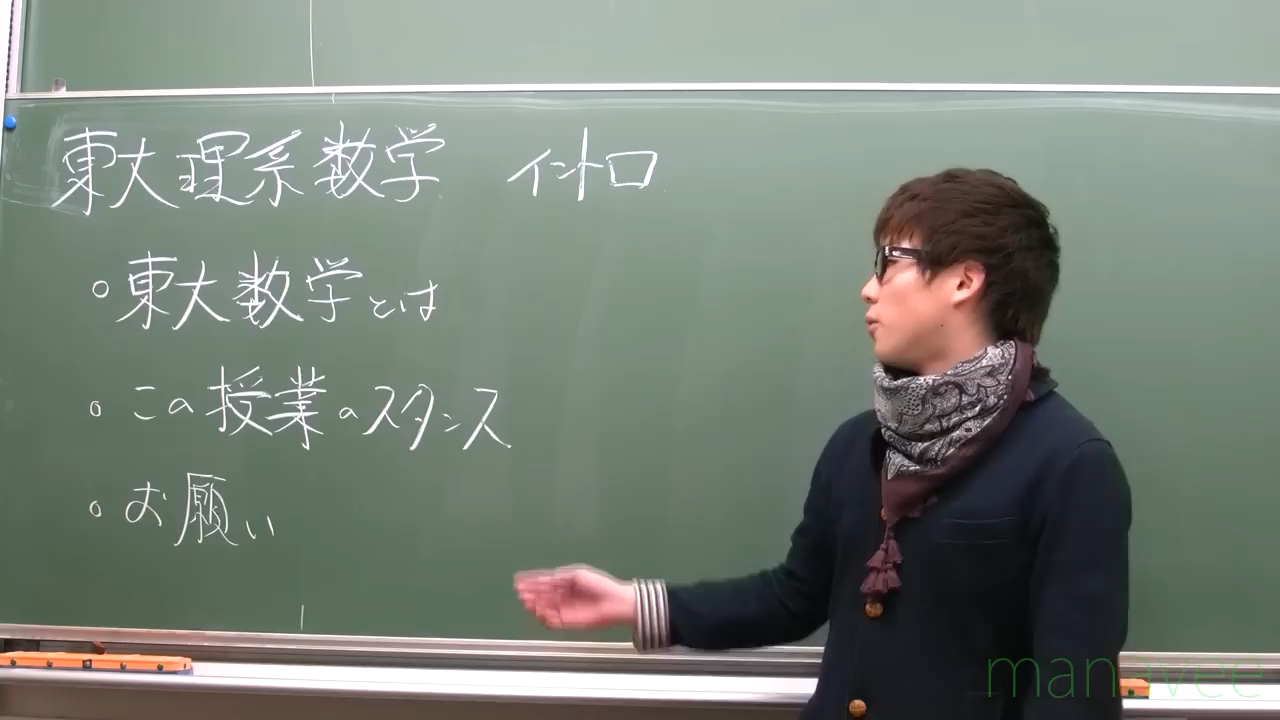 東大理系数学 イントロ
○東大数学とは
○この授業のスタンス
○お願い
manavee